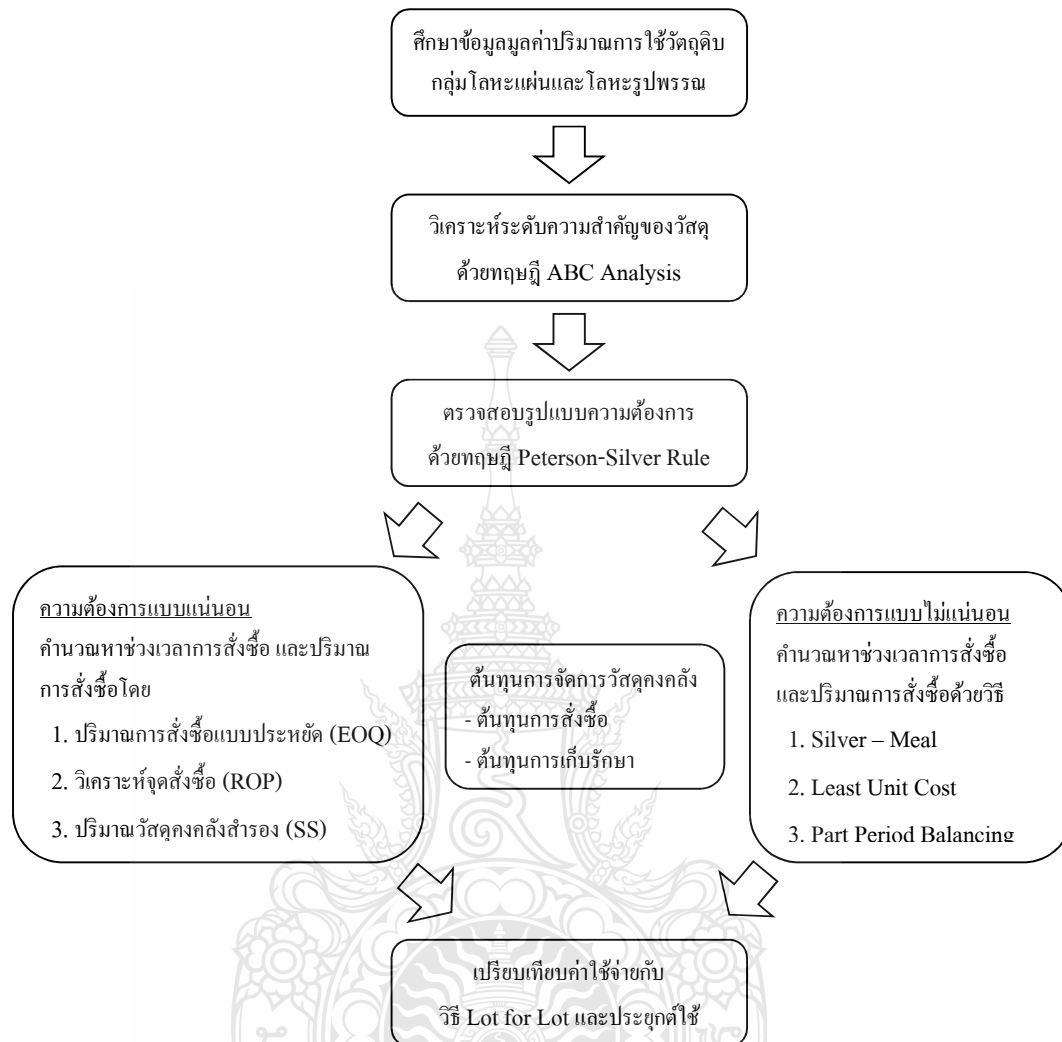 ศึกษาข้อมูลมูลค่าปริมาณการใช้วัตถุดิบ
กลุ่มโลหะแผ่นและโลหะรูปพรรณ
วิเคราะห์ระดับความสำคัญของวัสดุ
ด้วยทฤษฎี ABC Analysis
ตรวจสอบรูปแบบความต้องการ
ด้วยทฤษฎี Peterson-Silver Rule
ความต้องการแบบแน่นอน
คำนวณหาช่วงเวลาการสั่งซื้อ และปริมาณ
การสั่งซื้อโดย
1. ปริมาณการสั่งซื้อแบบประหยัด (EOQ)
2. วิเคราะห์จุดสั่งซื้อ (ROP)
3. ปริมาณวัสดุคงคลังสำรอง (SS)
ต้นทุนการจัดการวัสดุคงคลัง
- ต้นทุนการสั่งซื้อ
- ต้นทุนการเก็บรักษา
ความต้องการแบบไม่แน่นอน
คำนวณหาช่วงเวลาการสั่งซื้อ
และปริมาณการสั่งซื้อด้วยวิธี
1. Silver – Meal
2. Least Unit Cost
3. Part Period Balancing
เปรียบเทียบค่าใช้จ่ายกับ
วิธี Lot for Lot และประยุกต์ใช้